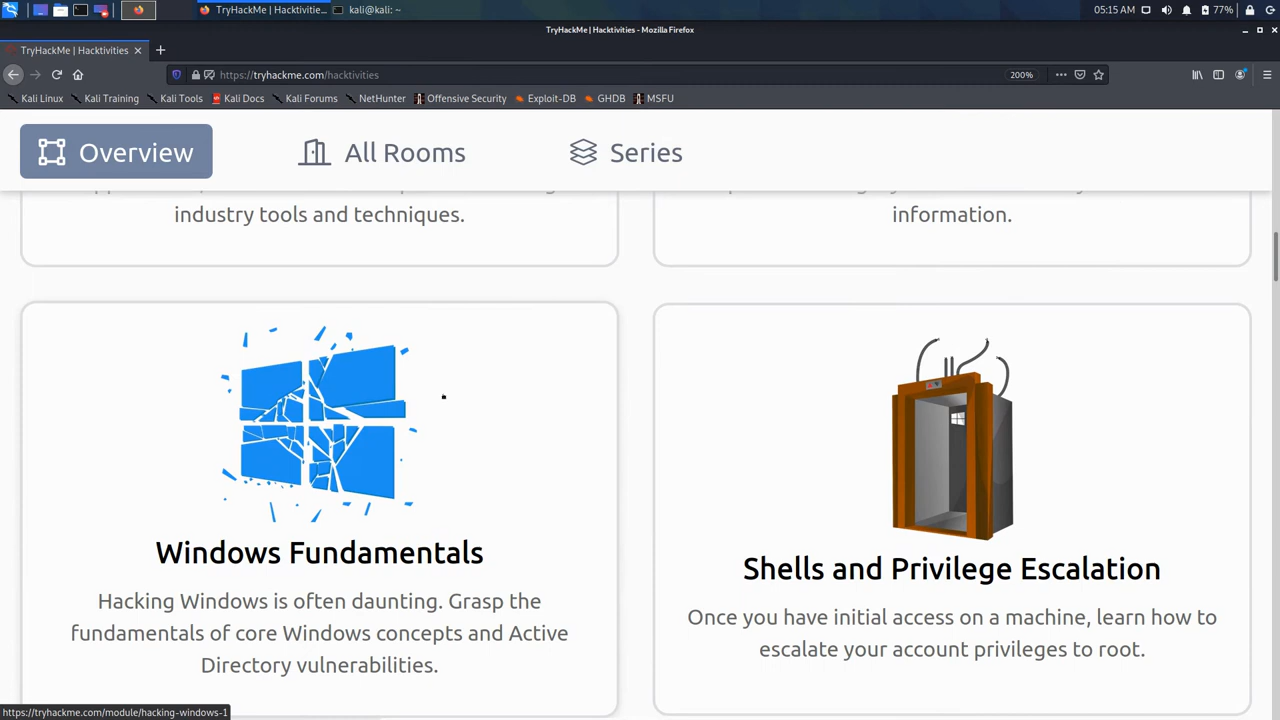 TryHackMe | Hacktivitie...
kali@kali: ~
05:15 AM
77%
TryHackMe | Hacktivities - Mozilla Firefox
TryHackMe | Hacktivities
https://tryhackme.com/hacktivities
200%
Kali Linux
Kali Training
Kali Tools
Kali Docs
Kali Forums
NetHunter
Offensive Security
Exploit-DB
GHDB
MSFU
Overview
All Rooms
Series
industry tools and techniques.
information.
Windows Fundamentals
Hacking Windows is often daunting. Grasp the
fundamentals of core Windows concepts and Active
Directory vulnerabilities.
Shells and Privilege Escalation
Once you have initial access on a machine, learn how to
escalate your account privileges to root.
https://tryhackme.com/module/hacking-windows-1